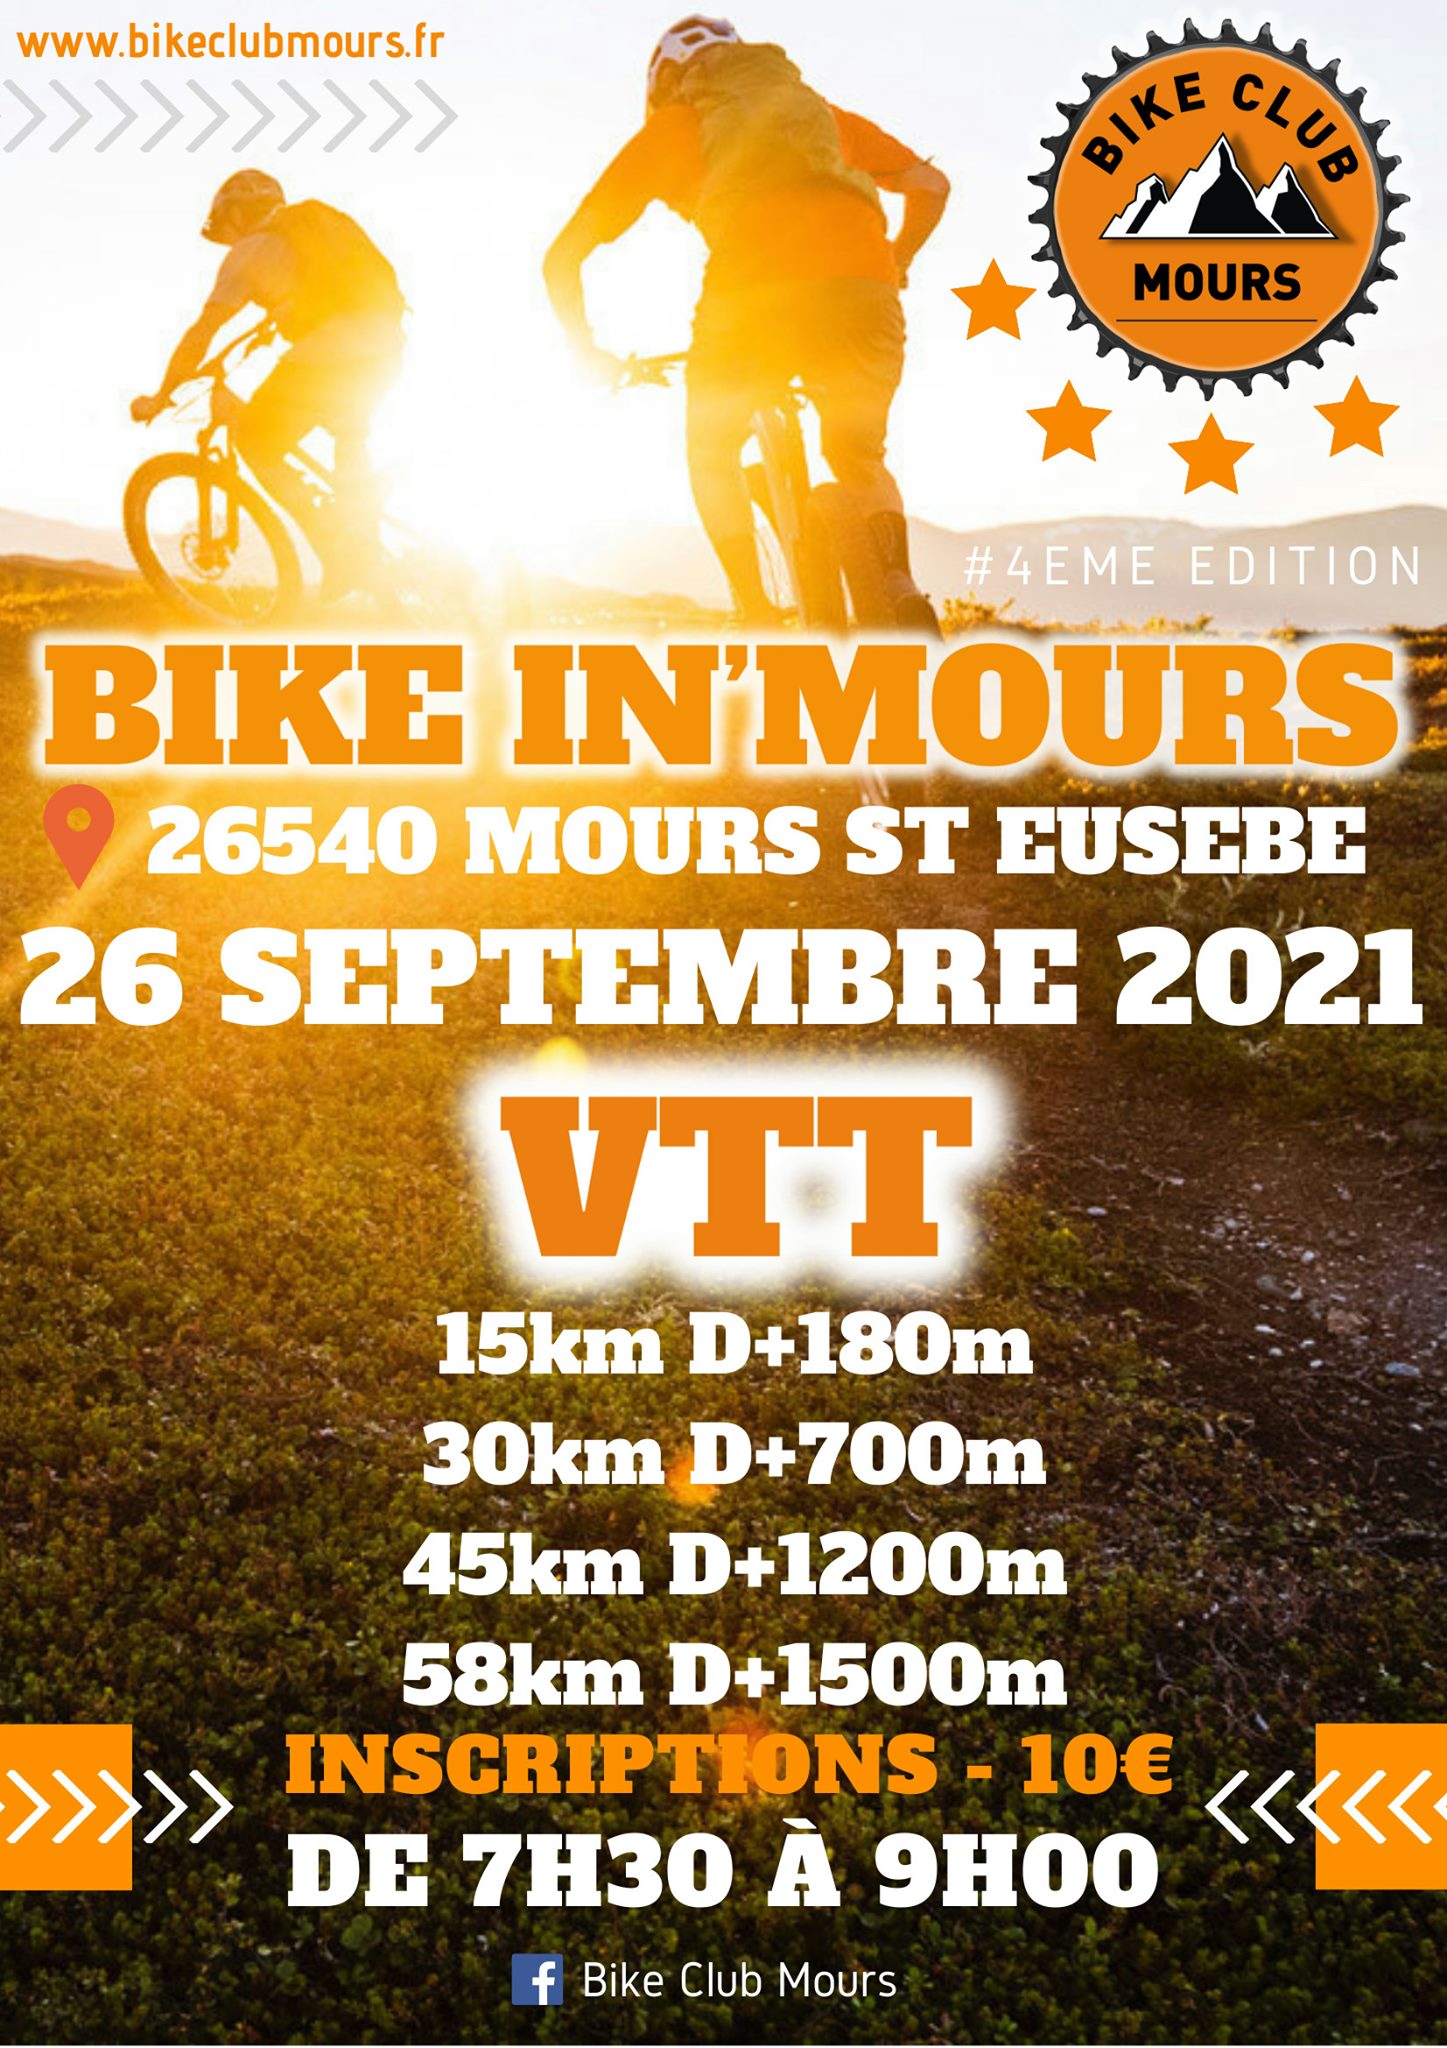 www.bikeclubmours.fr
BIKE CLUB
MOURS
#4EME EDITION
BIKE IN'MOURS
26540 MOURS ST EUSEBE
26 SEPTEMBRE 2021
VTT
15km D+180m
30km D+700m
45km D+1200m
58km D+1500m
INSCRIPTIONS - 10€
DE 7H30 À 9H00
f Bike Club Mours